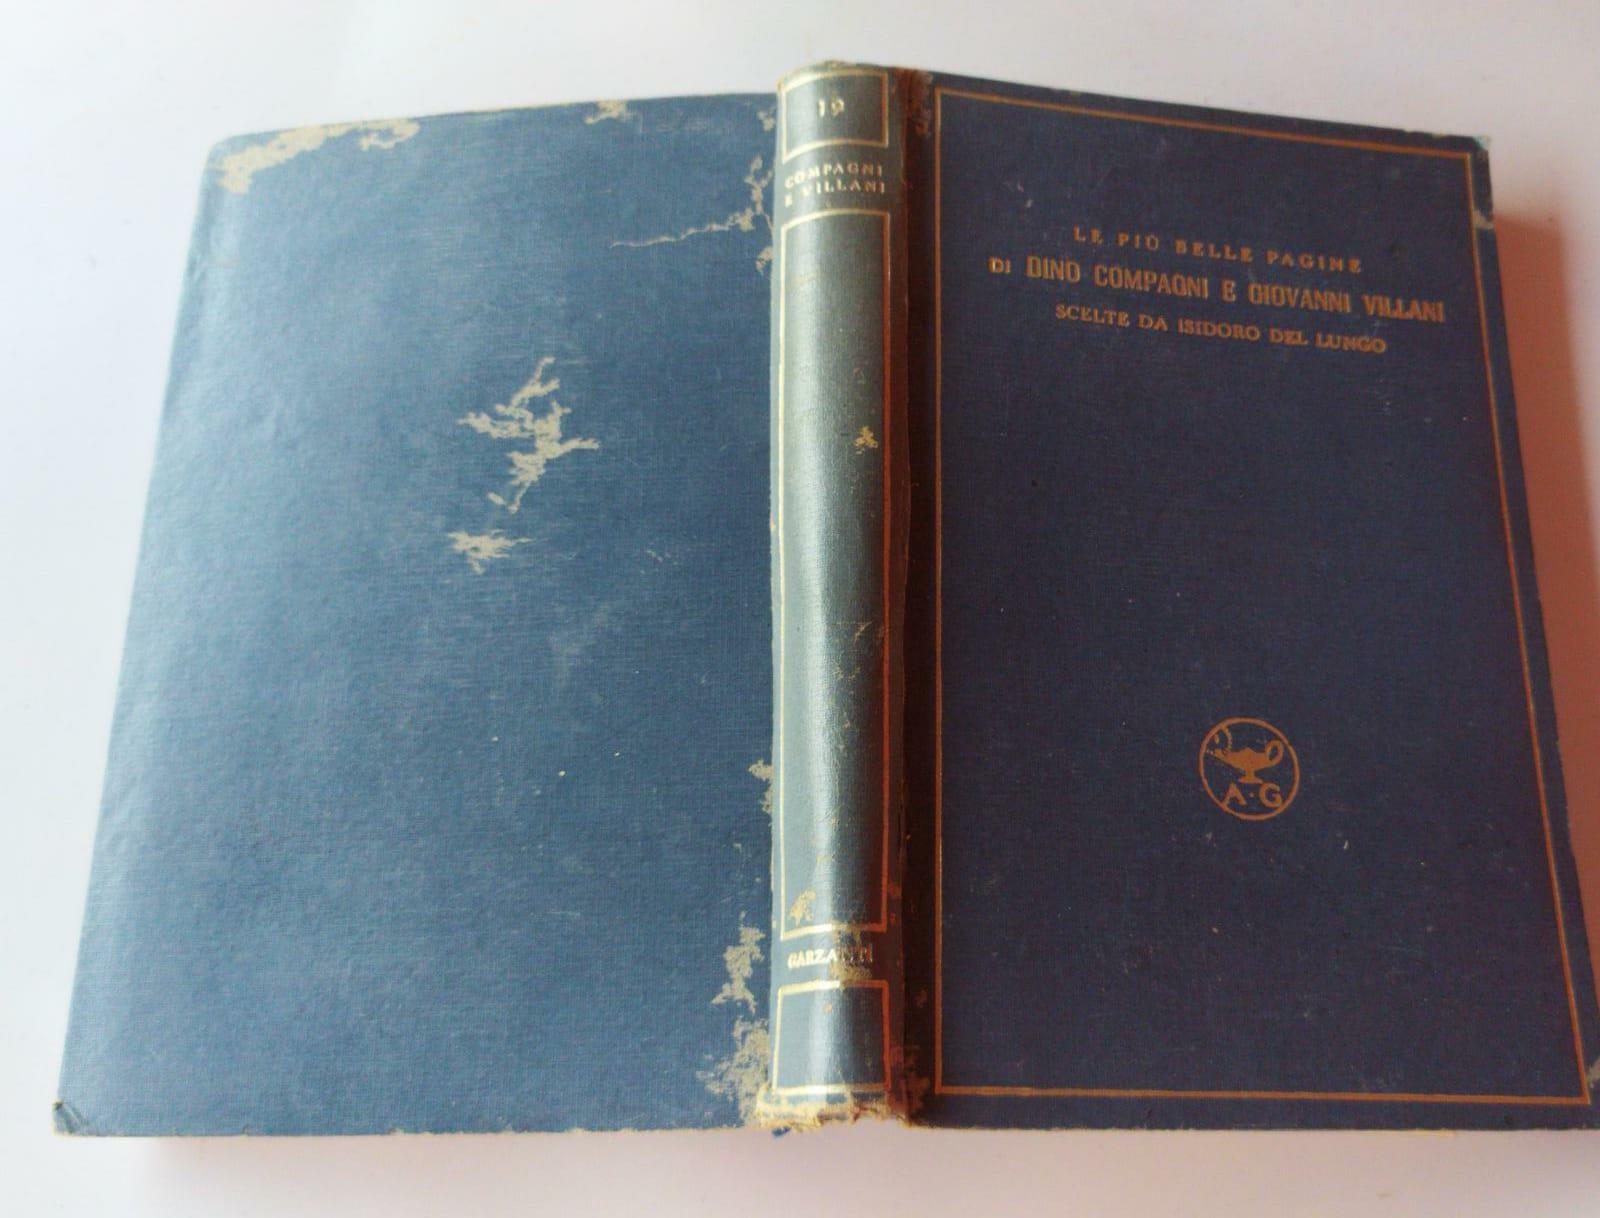 19
COMPAGNI
E VILLANI
GARZANTI
LE PIÙ BELLE PAGINE
DI DINO COMPAGNI E GIOVANNI VILLANI
SCELTE DA ISIDORO DEL LUNGO
A·G